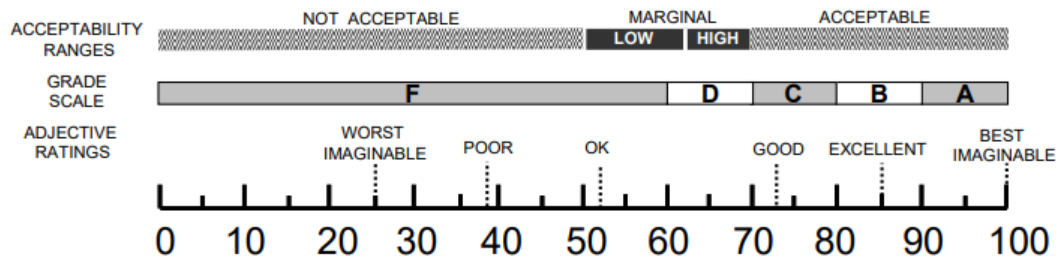 NOT ACCEPTABLE MARGINAL ACCEPTABLE
ACCEPTABILITY
RANGES
LOW HIGH
GRADE
SCALE
F D C B A
ADJECTIVE
RATINGS
WORST
IMAGINABLE
POOR OK GOOD EXCELLENT
BEST
IMAGINABLE
0 10 20 30 40 50 60 70 80 90 100